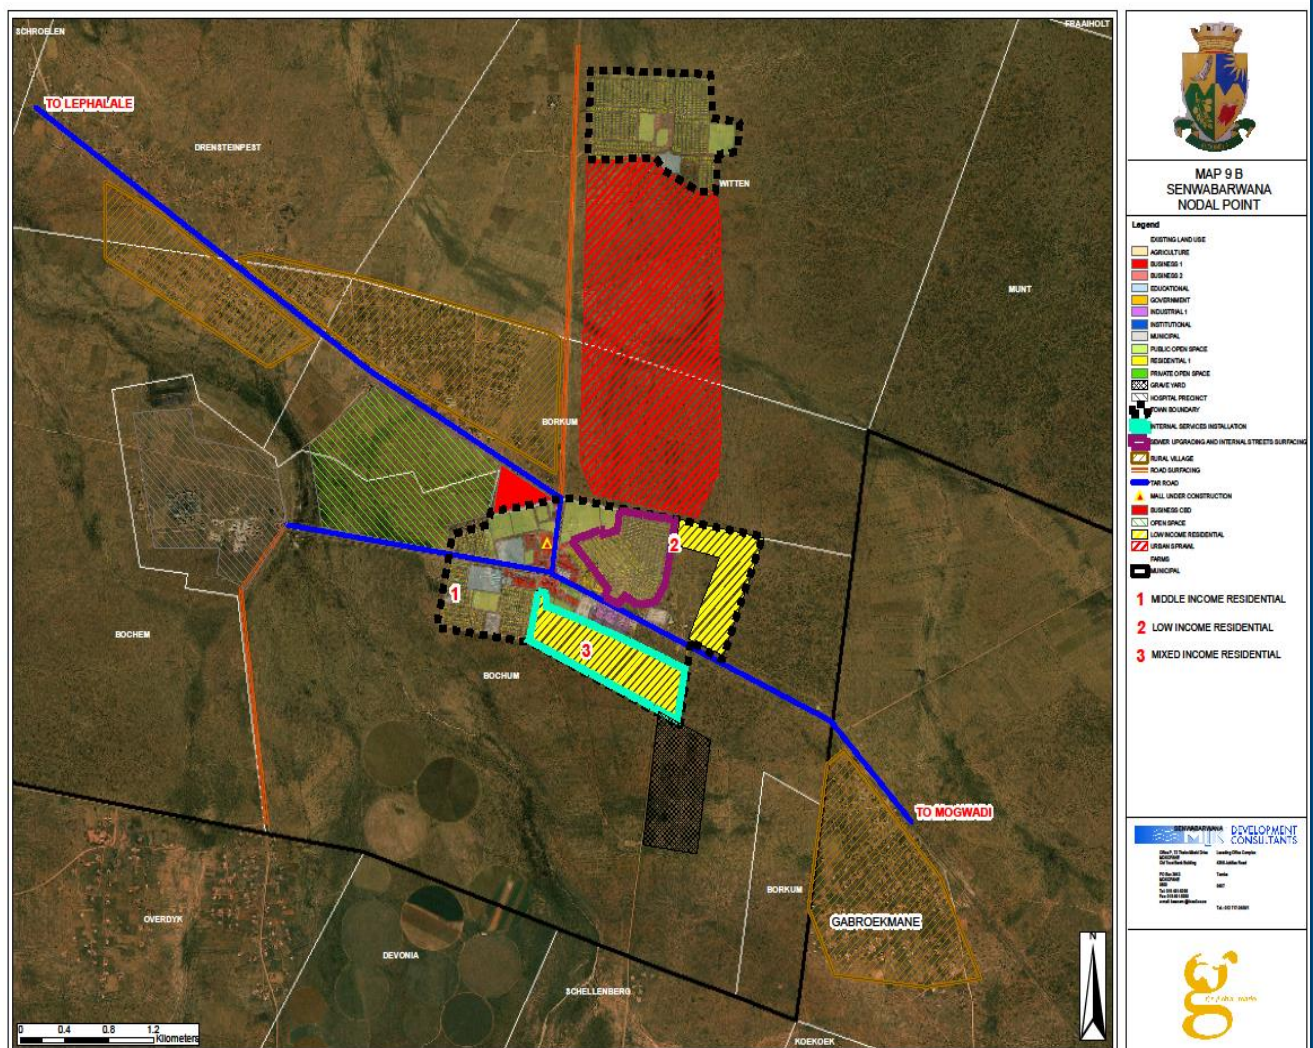 SCHROELEN
FRAAIHOLT
TO LEPHALALE
DRENSTEINPEST
WITTEN
MUNT
BORKUM
2
1
3
BOCHEM
BOCHUM
TO MOGWADI
BORKUM
GABROEKMANE
OVERDYK
DEVONIA
SCHELLENBERG
KOEKOEK
N
0 0.4 0.8 1.2
Kilometers
MAP 9 B
SENWABARWANA
NODAL POINT
Legend
EXISTING LAND USE
AGRICULTURE
BUSINESS 1
BUSINESS 2
EDUCATIONAL
GOVERNMENT
INDUSTRIAL 1
INSTITUTIONAL
MUNICIPAL
PUBLIC OPEN SPACE
RESIDENTIAL 1
PRIVATE OPEN SPACE
GRAVE YARD
HOSPITAL PRECINCT
TOWN BOUNDARY
INTERNAL SERVICES INSTALLATION
SEWER UPGRADING AND INTERNAL STREETS SURFACING
RURAL VILLAGE
ROAD SURFACING
TAR ROAD
MALL UNDER CONSTRUCTION
BUSINESS CBD
OPEN SPACE
LOW INCOME RESIDENTIAL
URBAN SPRAWL
FARMS
MUNICIPAL
1 MIDDLE INCOME RESIDENTIAL
2 LOW INCOME RESIDENTIAL
3 MIXED INCOME RESIDENTIAL
SENWABARWANA
DEVELOPMENT
CONSULTANTS